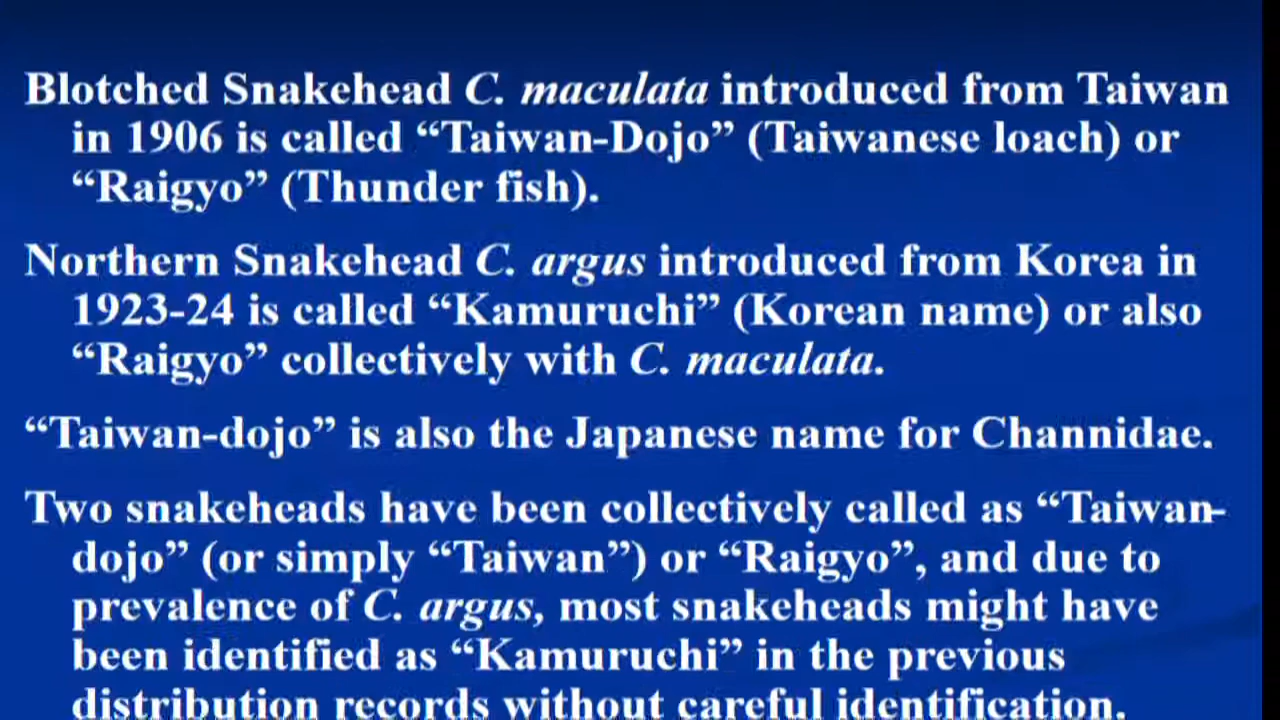 Blotched Snakehead C. maculata introduced from Taiwan
in 1906 is called “Taiwan-Dojo” (Taiwanese loach) or
“Raigyo” (Thunder fish).
Northern Snakehead C. argus introduced from Korea in
1923-24 is called “Kamuruchi” (Korean name) or also
“Raigyo” collectively with C. maculata.
“Taiwan-dojo” is also the Japanese name for Channidae.
Two snakeheads have been collectively called as “Taiwan-
dojo” (or simply “Taiwan”) or “Raigyo”, and due to
prevalence of C. argus, most snakeheads might have
been identified as “Kamuruchi” in the previous
distribution records without careful identification.